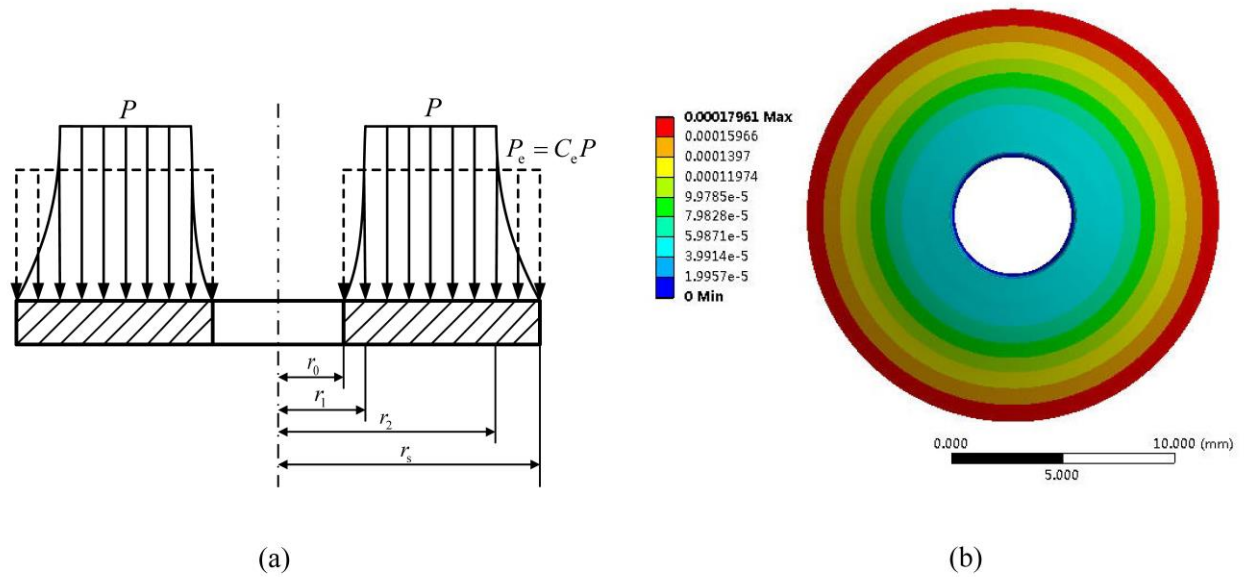 P
P
Pe = CeP
r0
r1
r2
rs
(a)
0.00017961 Max
0.00015966
0.0001397
0.00011974
9.9785e-5
7.9828e-5
5.9871e-5
3.9914e-5
1.9957e-5
0 Min
0.000 10.000 (mm)
5.000
(b)